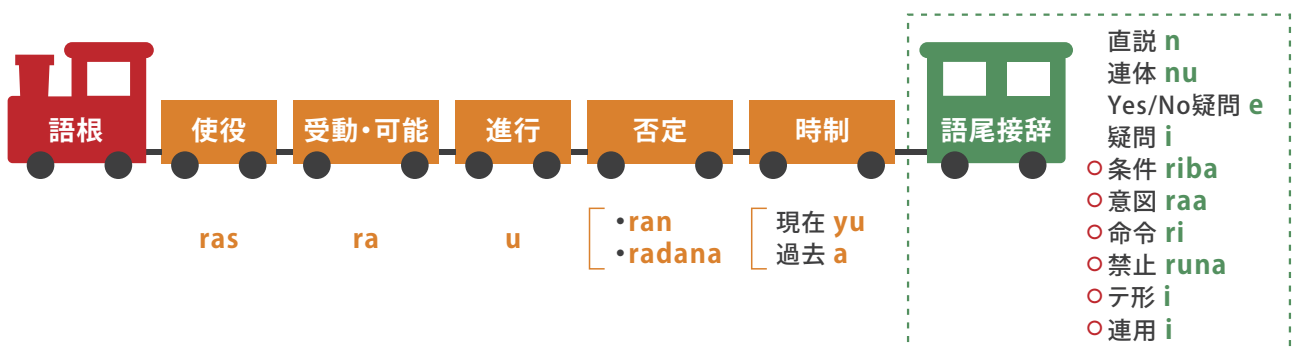 語根
使役
受動・可能
進行
否定
時制
語尾接辞
ras
ra
u
・ran
・radana
現在 yu
過去 a
直説 n
連体 nu
Yes/No疑問 e
疑問 i
条件 riba
意図 raa
命令 ri
禁止 runa
テ形 i
連用 i